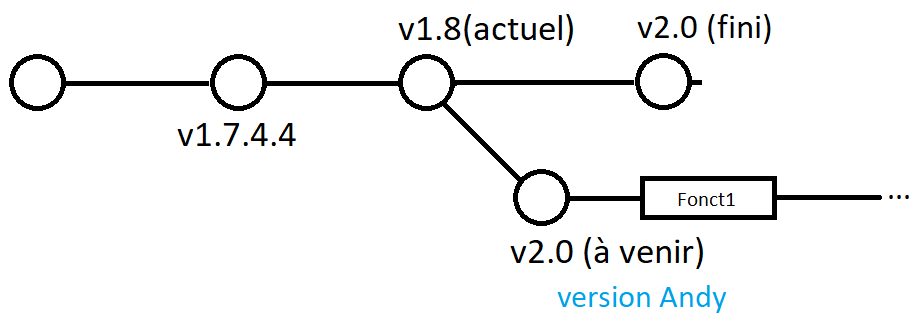 v1.8(actuel)
v2.0 (fini)
v1.7.4.4
Fonct1
...
v2.0 (à venir)
version Andy